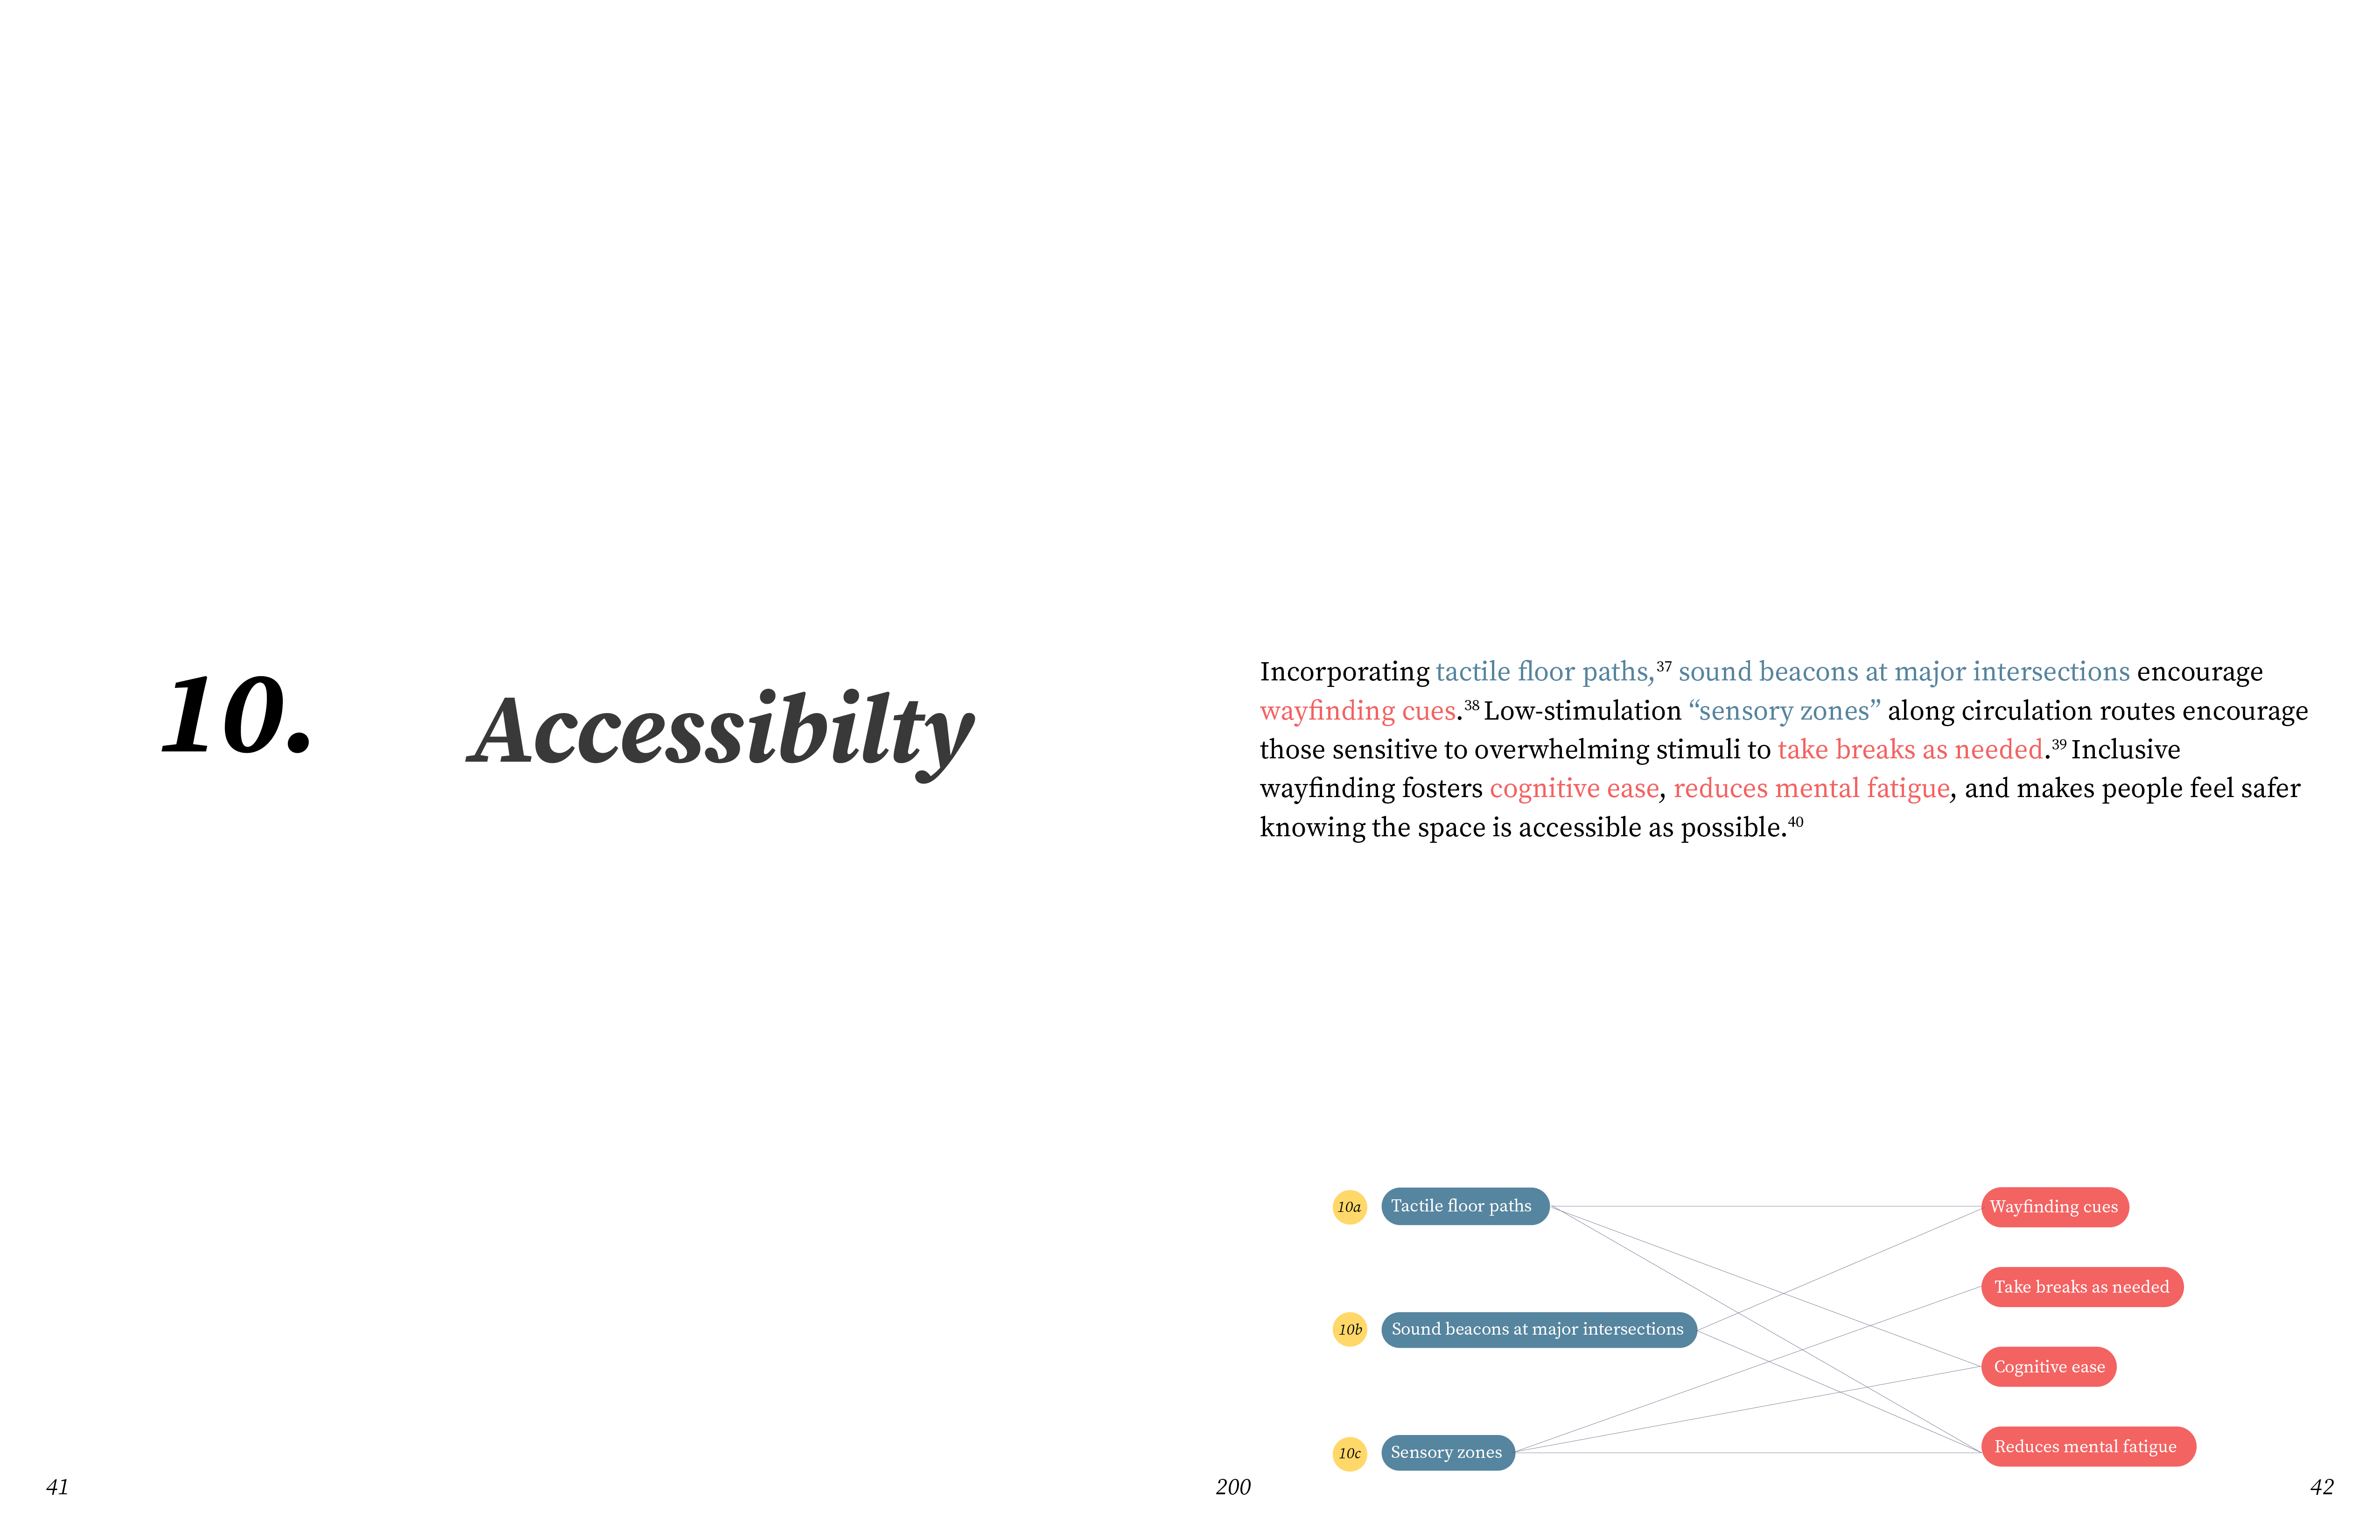 10.
Accessibilty
Incorporating tactile floor paths,³⁷ sound beacons at major intersections encourage
wayfinding cues.³⁸ Low-stimulation “sensory zones” along circulation routes encourage
those sensitive to overwhelming stimuli to take breaks as needed.³⁹ Inclusive
wayfinding fosters cognitive ease, reduces mental fatigue, and makes people feel safer
knowing the space is accessible as possible.⁴⁰
10a Tactile floor paths
Wayfinding cues
Take breaks as needed
10b Sound beacons at major intersections
Cognitive ease
10c Sensory zones
Reduces mental fatigue
41
200
42